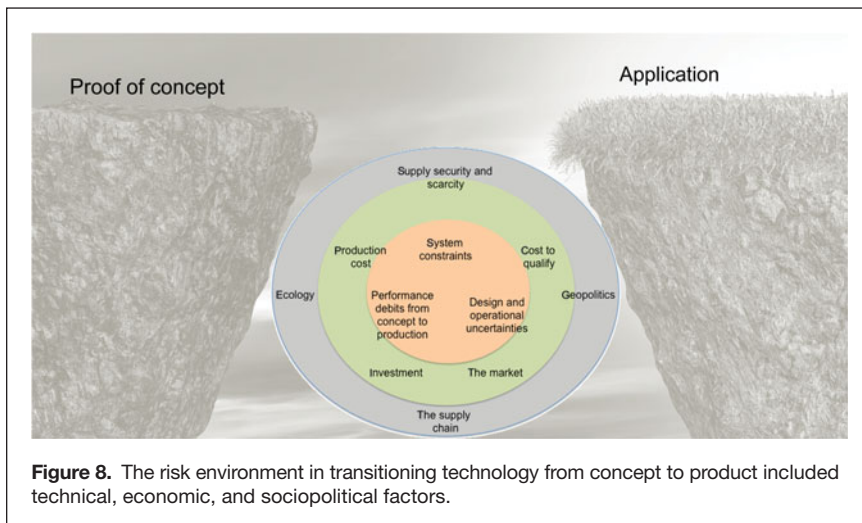 Proof of concept
Application
Supply security and
scarcity
Production
cost
System
constraints
Cost to
qualify
Ecology
Performance
debits from
concept to
production
Design and
operational
uncertainties
Geopolitics
Investment
The market
The supply
chain
Figure 8. The risk environment in transitioning technology from concept to product included
technical, economic, and sociopolitical factors.